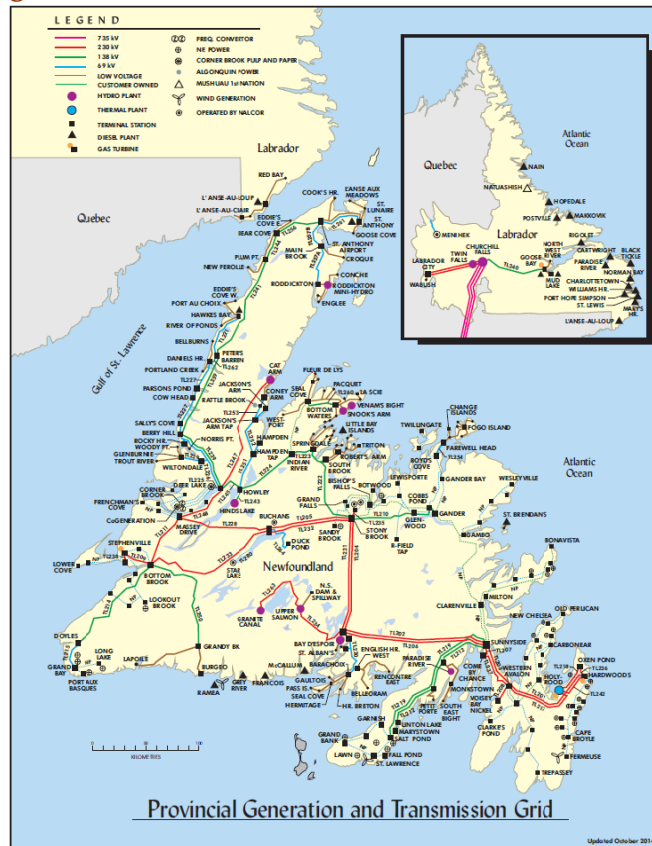 LEGEND
735 kV
230 kV
138 kV
69 kV
LOW VOLTAGE
CUSTOMER OWNED
HYDRO PLANT
THERMAL PLANT
TERMINAL STATION
DIESEL PLANT
GAS TURBINE
FREQ. CONVERTOR
NE POWER
CORNER BROOK PULP AND PAPER
ALGONQUIN POWER
MUSHUAU 1st NATION
WIND GENERATION
OPERATED BY NALCOR
Atlantic
Ocean
Quebec
NAIN
NATUASHISH
HOPEDALE
POSTVILLE
MAKKOVIK
Labrador
RIGOLET
MENIHEK
CHURCHILL
FALLS
TWIN
FALLS
NORTH
WEST
RIVER
GOOSE
BAY
CARTWRIGHT
BLACK
TICKLE
PARADISE
RIVER
NORMAN BAY
LABRADOR
CITY
WABUSH
MUD
LAKE
WILLIAMS HR.
PORT HOPE SIMPSON
ST. LEWIS
MARY'S
HR.
L'ANSE-AU-LOUP
Labrador
RED BAY
L'ANSE-AU-LOUP
L'ANSE-AU-CLAIR
Quebec
COOK'S HR.
L'ANSE AUX
MEADOWS
ST.
LUNAIRE
EDDIE'S
COVE E.
ST.
ANTHONY
GOOSE COVE
BEAR COVE
MAIN
BROOK
ST. ANTHONY
AIRPORT
CROQUE
PLUM PT.
NEW FEROLLE
CONCHE
RODDICKTON
RODDICKTON
MINI-HYDRO
ENGLEE
EDDIE'S
COVE W.
PORT AU CHOIX
HAWKES BAY
RIVER OF PONDS
Gulf of St. Lawrence
BELLBURNS
DANIELS HR.
PETER'S
BARREN
TL262
PORTLAND CREEK
TL227
PARSONS POND
COW HEAD
CAT
ARM
FLEUR DE LYS
JACKSON'S
ARM
CONEY
ARM
SEAL
COVE
PACQUET
LA SCIE
RATTLE BROOK
VENAMS BIGHT
SNOOK'S ARM
JACKSON'S
ARM TAP
WEST-
PORT
BOTTOM
WATERS
SALLY'S COVE
BERRY HILL
ROCKY HR.
NORRIS PT.
WOODY PT.
HAMPDEN
HAMPDEN
TAP
LITTLE BAY
ISLANDS
SPRINGDALE
TRITON
ROBERT'S ARM
GLENBURNIE
TROUT RIVER
WILTONDALE
INDIAN
RIVER
SOUTH
BROOK
TWILLINGATE
CHANGE
ISLANDS
FOGO ISLAND
FAREWELL HEAD
BOYD'S
COVE
DEER LAKE
CORNER
BROOK
FRENCHMAN'S
COVE
COGENERATION
HOWLEY
TL243
HINDS LAKE
MASSEY
DRIVE
BISHOP'S
FALLS
BOTWOOD
LEWISPORTE
GANDER BAY
WESLEYVILLE
GRAND
FALLS
COBBS
POND
GANDER
GLEN-
WOOD
Atlantic
Ocean
BUCHANS
SANDY
BROOK
STONY
BROOK
TL210
TL235
ST. BRENDANS
GAMBO
STEPHENVILLE
DUCK
POND
R-FIELD
TAP
STAR
LAKE
BONAVISTA
LOWER
COVE
Newfoundland
BOTTOM
BROOK
N.S.
DAM &
SPILLWAY
MILTON
LOOKOUT
BROOK
CLARENVILLE
GRANITE
CANAL
UPPER
SALMON
NEW CHELSEA
OLD PERLICAN
DOYLES
BAY D'ESPOIR
ENGLISH HR.
WEST
SUNNYSIDE
CARBONEAR
OXEN POND
LONG
LAKE
GRANDY BK.
ST. ALBAN'S
PARADISE
RIVER
COME
BY
CHANCE
WESTERN
AVALON
HOLY-
ROOD
HARDWOODS
GRAND
BAY
LAPOILE
McCALLUM
BARACHOIX
RENCONTRE
EAST
MONKSTOWN
PORT AUX
BASQUES
BURGEO
GREY
RIVER
FRANCOIS
GAULTOIS
PASS IS.
BELLEORAM
PETIT
FORTE
SOUTH
EAST
BIGHT
VOISEY
BAY
NICKEL
RAMEA
SEAL COVE
HERMITAGE
HR. BRETON
LINTON LAKE
MARYSTOWN
SALT POND
CLARKE'S
POND
CAPE
BROYLE
GARNISH
GRAND
BANK
LAWN
FALL POND
ST. LAWRENCE
FERMEUSE
TREPASSEY
KILOMETRES
Provincial Generation and Transmission Grid
Updated October 2014